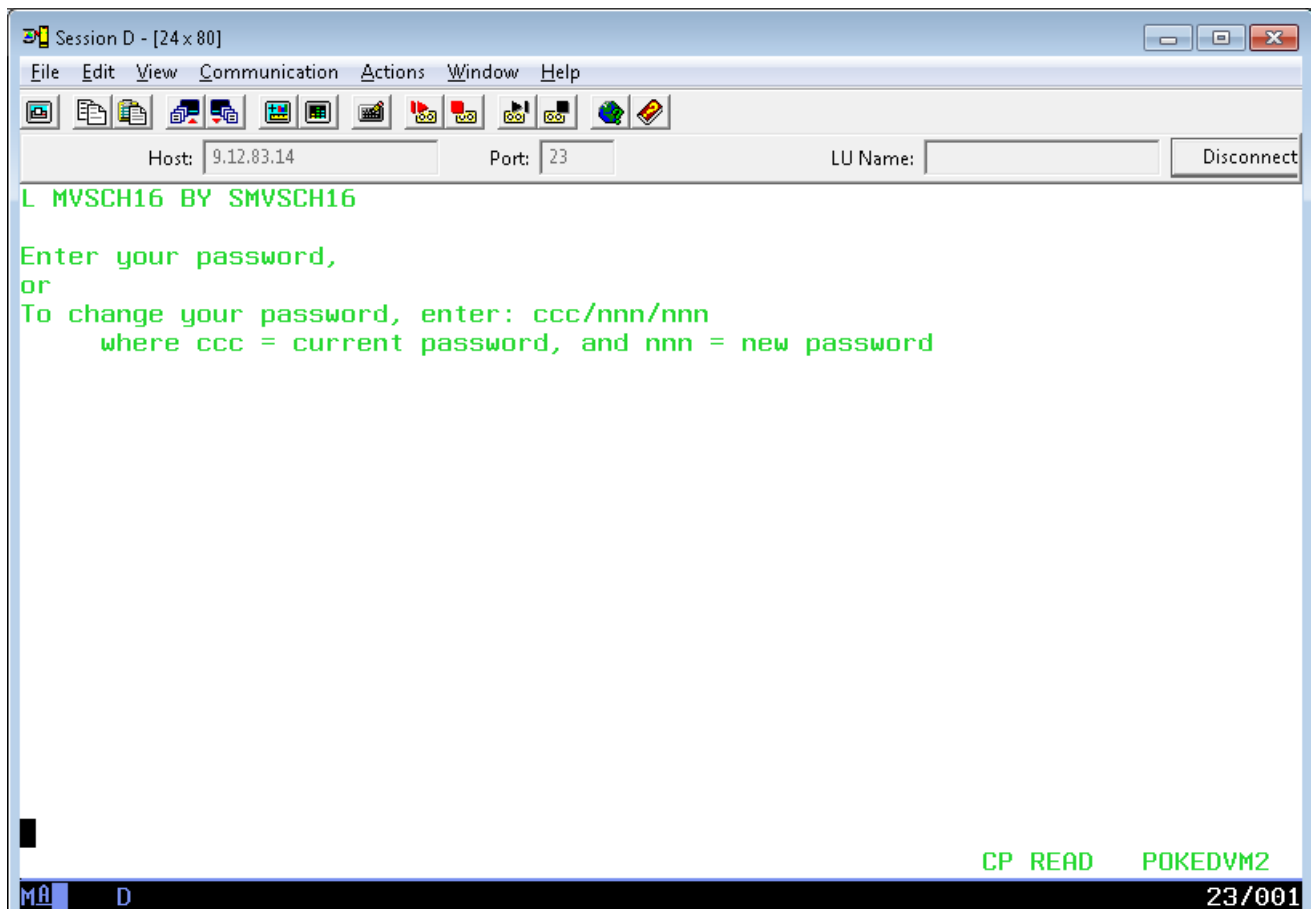 Session D - [24 x 80]
File Edit View Communication Actions Window Help
Host: 9.12.83.14 Port: 23 LU Name: Disconnect
L MVSCH16 BY SMVSCH16
Enter your password,
or
To change your password, enter: ccc/nnn/nnn
where ccc = current password, and nnn = new password
CP READ POKEDVM2
MA D 23/001